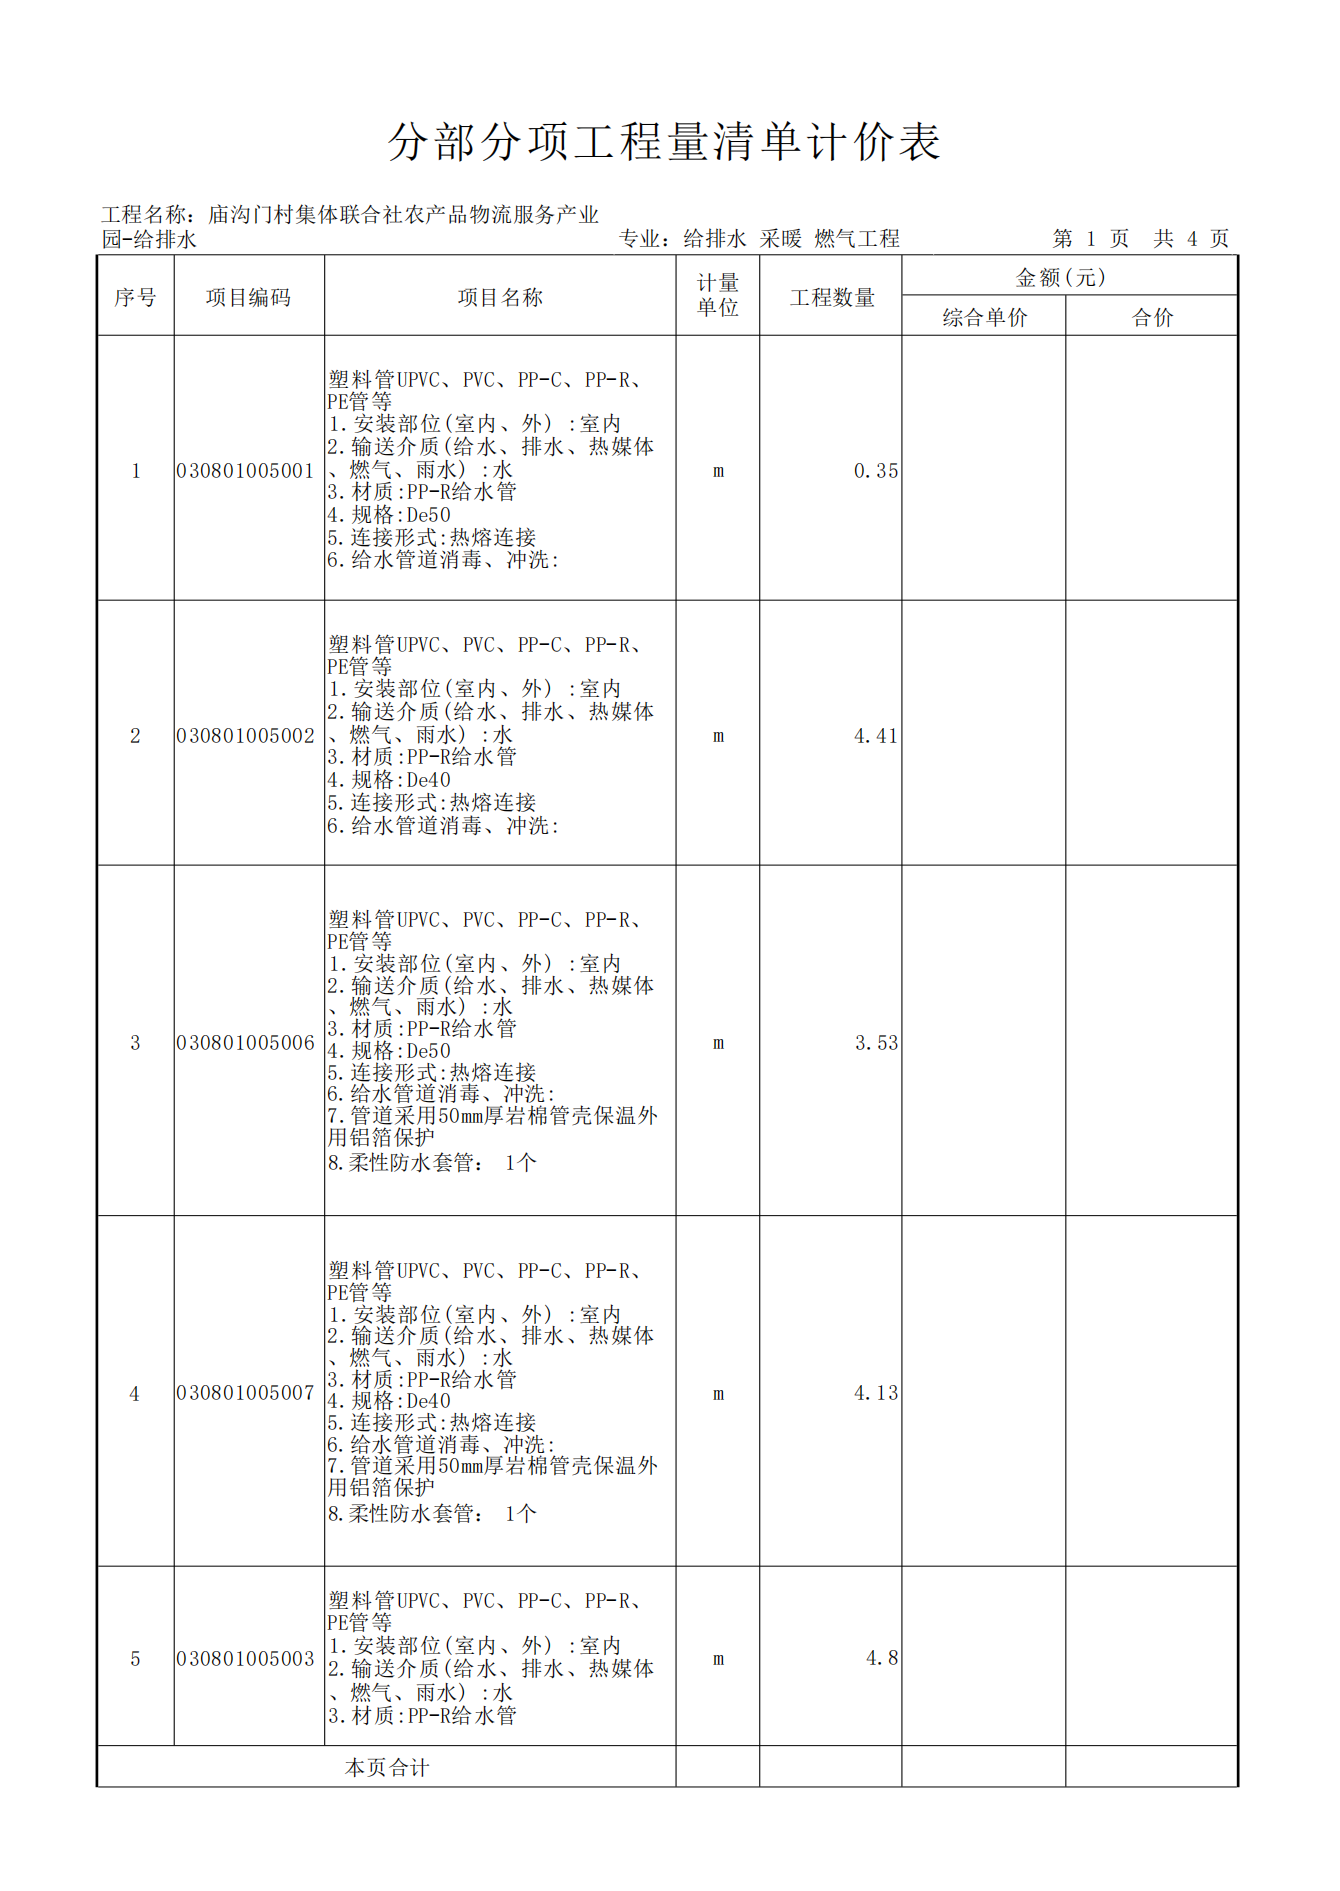 分部分项工程量清单计价表
工程名称：庙沟门村集体联合社农产品物流服务产业
园-给排水 专业：给排水 采暖 燃气工程 第 1 页 共 4 页
序号 项目编码 项目名称 计量单位 工程数量 金额(元)
综合单价 合价
塑料管UPVC、PVC、PP-C、PP-R、
PE管等
1.安装部位(室内、外) :室内
2.输送介质(给水、排水、热媒体
1 030801005001 、燃气、雨水) :水 m 0.35
3.材质:PP-R给水管
4.规格:De50
5.连接形式:热熔连接
6.给水管道消毒、冲洗:
塑料管UPVC、PVC、PP-C、PP-R、
PE管等
1.安装部位(室内、外) :室内
2.输送介质(给水、排水、热媒体
2 030801005002 、燃气、雨水) :水 m 4.41
3.材质:PP-R给水管
4.规格:De40
5.连接形式:热熔连接
6.给水管道消毒、冲洗:
塑料管UPVC、PVC、PP-C、PP-R、
PE管等
1.安装部位(室内、外) :室内
2.输送介质(给水、排水、热媒体
、燃气、雨水) :水
3.材质:PP-R给水管
3 030801005006 4.规格:De50 m 3.53
5.连接形式:热熔连接
6.给水管道消毒、冲洗:
7.管道采用50mm厚岩棉管壳保温外
用铝箔保护
8.柔性防水套管： 1个
塑料管UPVC、PVC、PP-C、PP-R、
PE管等
1.安装部位(室内、外) :室内
2.输送介质(给水、排水、热媒体
、燃气、雨水) :水
3.材质:PP-R给水管
4 030801005007 4.规格:De40 m 4.13
5.连接形式:热熔连接
6.给水管道消毒、冲洗:
7.管道采用50mm厚岩棉管壳保温外
用铝箔保护
8.柔性防水套管： 1个
塑料管UPVC、PVC、PP-C、PP-R、
PE管等
1.安装部位(室内、外) :室内
5 030801005003 2.输送介质(给水、排水、热媒体 m 4.8
、燃气、雨水) :水
3.材质:PP-R给水管
本页合计